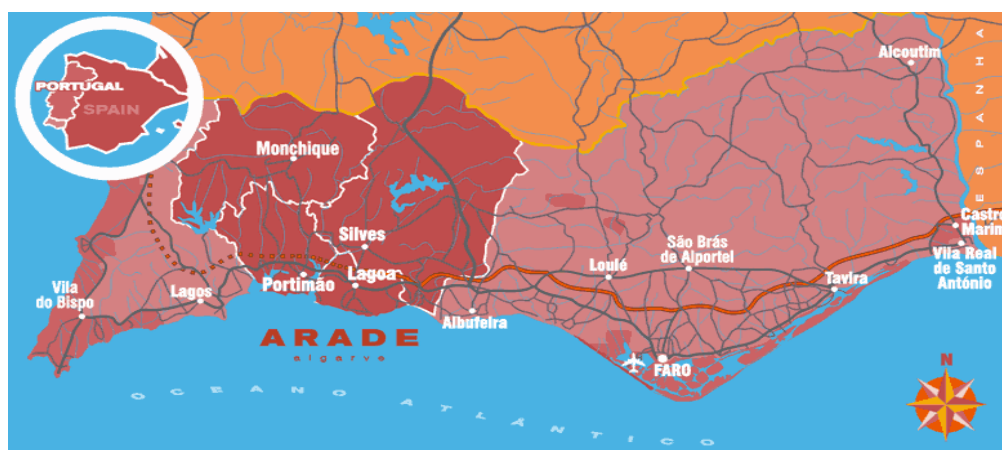 PORTUGAL
SPAIN
Alcoutim
ESPANHA
Monchique
Castro
Marim
Silves
São Brás
de Alportel
Vila Real
de Santo
António
Loulé
Lagoa
Portimão
Tavira
Vila
do Bispo
Lagos
Albufeira
ARADE
algarve
FARO
N
OCEANO ATLÁNTICO